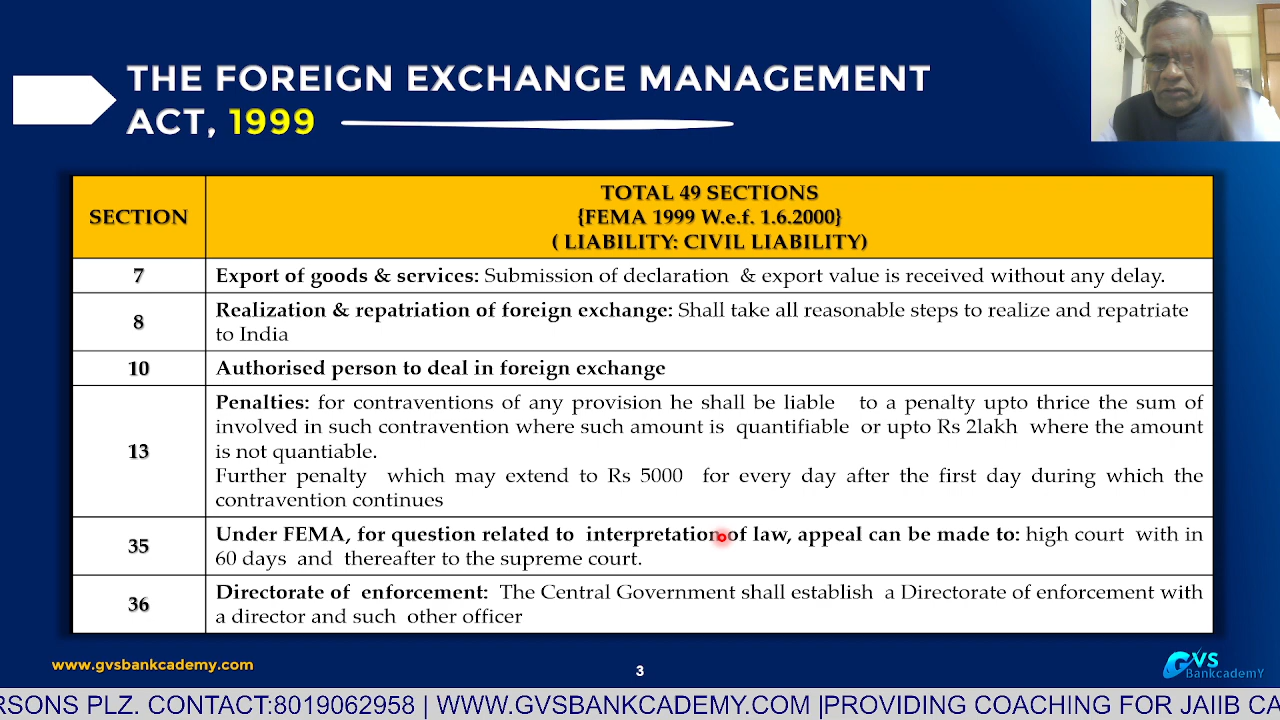 THE FOREIGN EXCHANGE MANAGEMENT
ACT, 1999
SECTION
TOTAL 49 SECTIONS
{FEMA 1999 W.e.f. 1.6.2000}
( LIABILITY: CIVIL LIABILITY)
7
Export of goods & services: Submission of declaration & export value is received without any delay.
8
Realization & repatriation of foreign exchange: Shall take all reasonable steps to realize and repatriate
to India
10
Authorised person to deal in foreign exchange
13
Penalties: for contraventions of any provision he shall be liable to a penalty upto thrice the sum of
involved in such contravention where such amount is quantifiable or upto Rs 2lakh where the amount
is not quantiable.
Further penalty which may extend to Rs 5000 for every day after the first day during which the
contravention continues
35
Under FEMA, for question related to interpretation of law, appeal can be made to: high court with in
60 days and thereafter to the supreme court.
36
Directorate of enforcement: The Central Government shall establish a Directorate of enforcement with
a director and such other officer
www.gvsbankcademy.com
3
GVS
BankcademY
RSONS PLZ. CONTACT:8019062958 | WWW.GVSBANKCADEMY.COM |PROVIDING COACHING FOR JAIIB CA